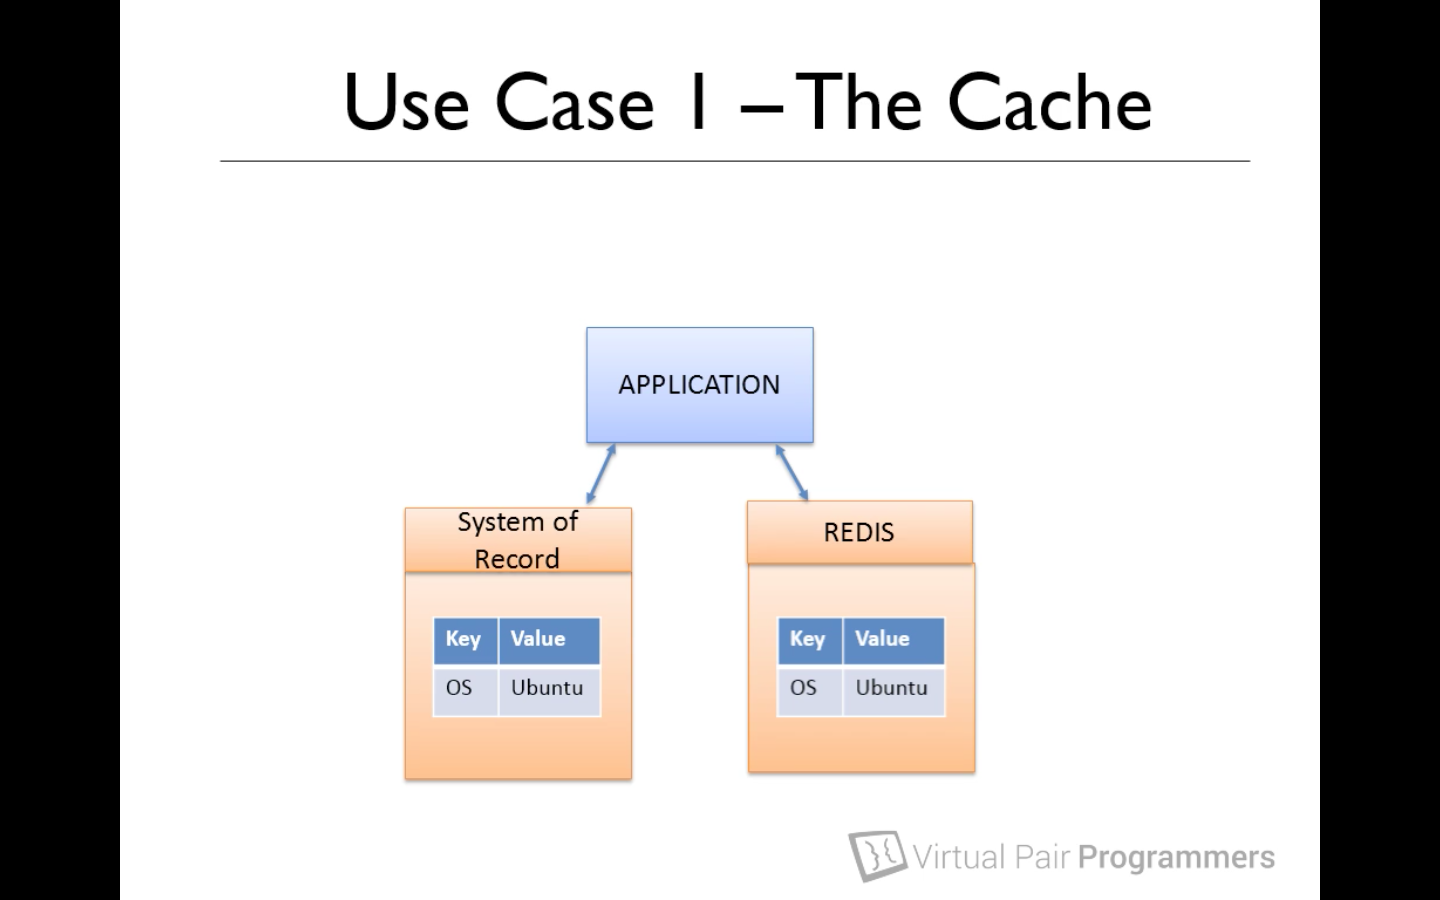 Use Case 1 – The Cache
APPLICATION
System of
Record
Key Value
OS Ubuntu
REDIS
Key Value
OS Ubuntu
Virtual Pair Programmers